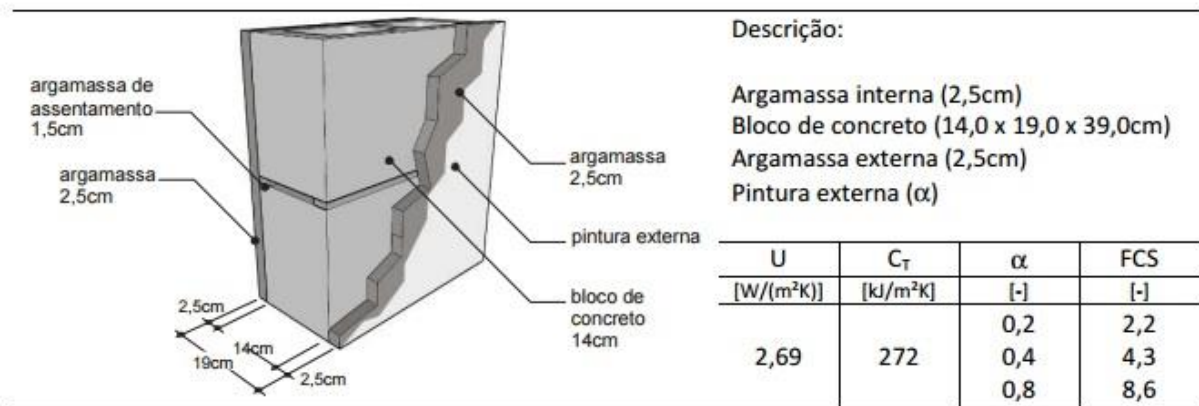 argamassa de
assentamento
1,5cm
argamassa
2,5cm
2,5cm
14cm
19cm
2,5cm
argamassa
2,5cm
pintura externa
bloco de
concreto
14cm
Descrição:
Argamassa interna (2,5cm)
Bloco de concreto (14,0 x 19,0 x 39,0cm)
Argamassa externa (2,5cm)
Pintura externa (α)
U C_T α FCS
[W/(m²K)] [kJ/m²K] [-] [-]
0,2 2,2
2,69 272 0,4 4,3
0,8 8,6